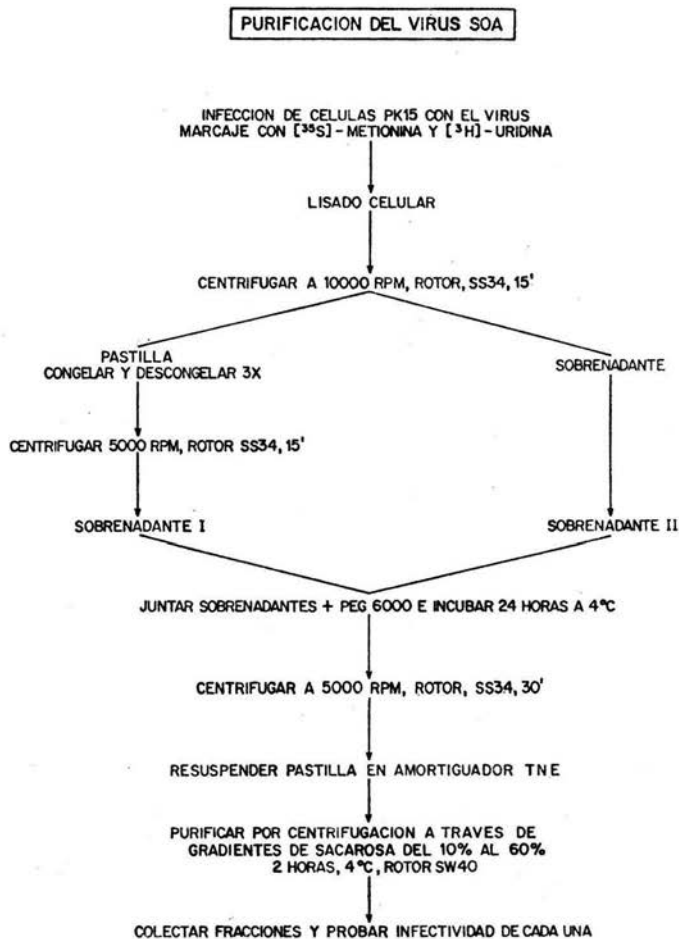 PURIFICACION DEL VIRUS SOA
INFECCION DE CELULAS PK15 CON EL VIRUS
MARCAJE CON [³⁵S]-METIONINA Y [³H]-URIDINA
LISADO CELULAR
CENTRIFUGAR A 10000 RPM, ROTOR, SS34, 15'
PASTILLA
CONGELAR Y DESCONGELAR 3X
SOBRENADANTE
CENTRIFUGAR 5000 RPM, ROTOR SS34, 15'
SOBRENADANTE I
SOBRENADANTE II
JUNTAR SOBRENADANTES + PEG 6000 E INCUBAR 24 HORAS A 4°C
CENTRIFUGAR A 5000 RPM, ROTOR, SS34, 30'
RESUSPENDER PASTILLA EN AMORTIGUADOR TNE
PURIFICAR POR CENTRIFUGACION A TRAVES DE
GRADIENTES DE SACAROSA DEL 10% AL 60%
2 HORAS, 4°C, ROTOR SW40
COLECTAR FRACCIONES Y PROBAR INFECTIVIDAD DE CADA UNA